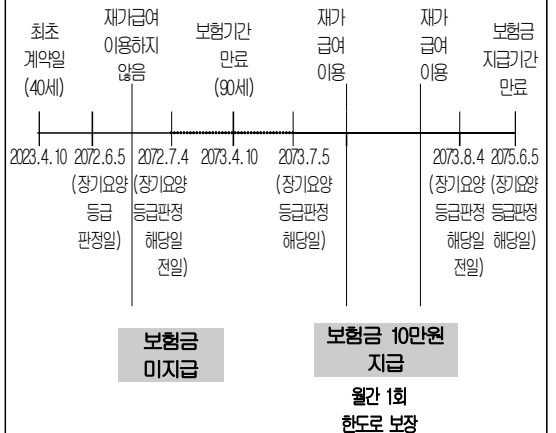 최초
계약일
(40세)
재가급여
이용하지
않음
보험기간
만료
(90세)
재가
급여
이용
재가
급여
이용
보험금
지급기간
만료
2023.4.10 2072.6.5 2072.7.4 2073.4.10 2073.7.5 2073.8.4 2075.6.5
(장기요양
등급
판정일)
(장기요양
등급판정
해당일
전일)
(장기요양
등급판정
해당일)
(장기요양
등급판정
해당일
전일)
(장기요양
등급판정
해당일)
보험금
미지급
보험금 10만원
지급
월간 1회
한도로 보장